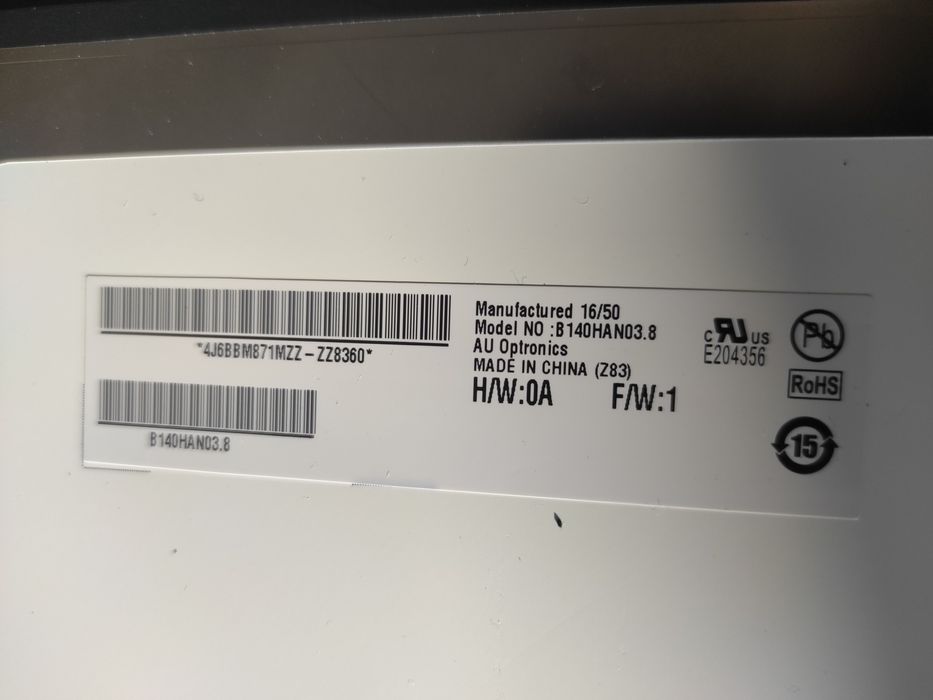 *4J6BBM871MZZ-ZZ8360*
B140HAN03.8
Manufactured 16/50
Model NO :B140HAN03.8
AU Optronics
MADE IN CHINA (Z83)
H/W:0A F/W:1
c RU US
E204356
Pb
RoHS
15